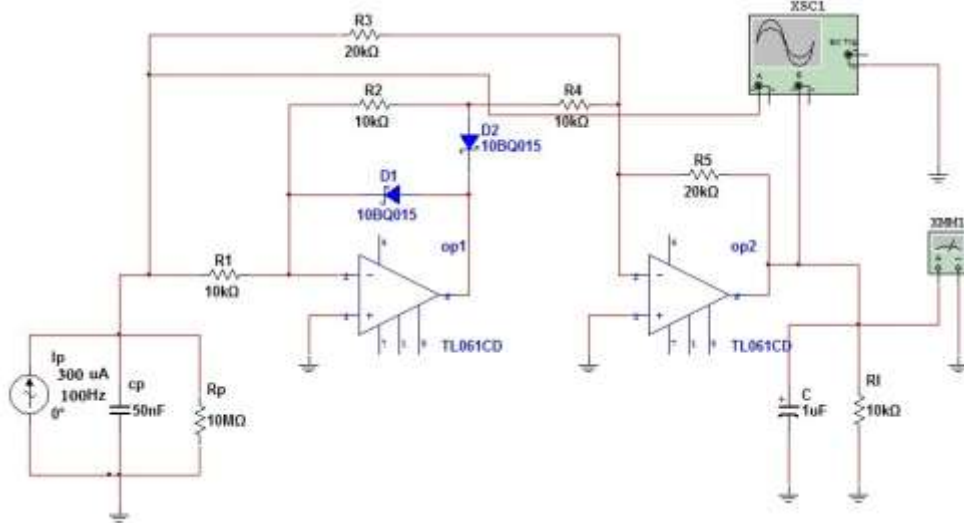 XSC1
R3
20kΩ
A
B
R2
10kΩ
R4
10kΩ
D2
10BQ015
D1
10BQ015
R5
20kΩ
XMM1
op1
op2
R1
10kΩ
TL061CD
TL061CD
Ip
300 uA
100Hz
0°
cp
50nF
Rp
10MΩ
C
1uF
Rl
10kΩ